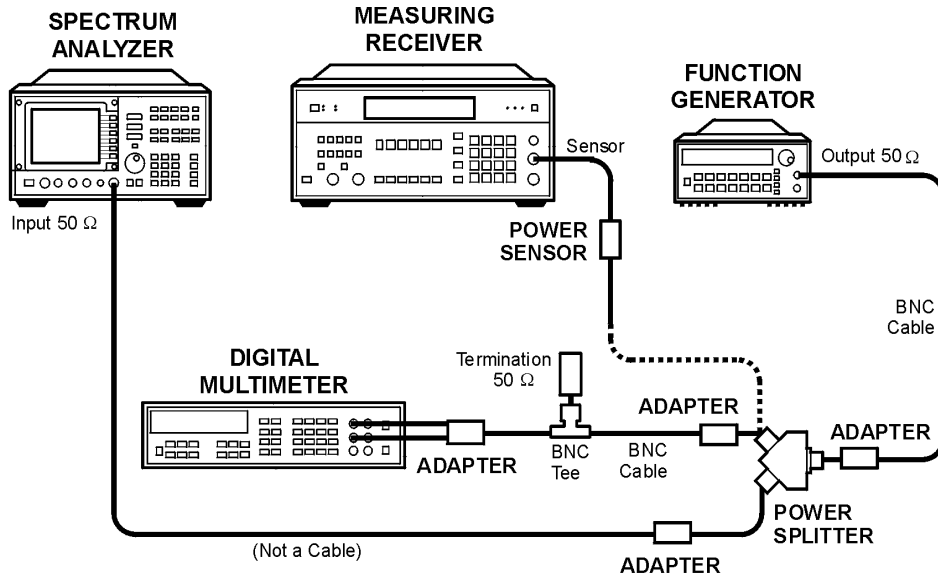 SPECTRUM
ANALYZER
MEASURING
RECEIVER
FUNCTION
GENERATOR
Sensor
Output 50 Ω
Input 50 Ω
POWER
SENSOR
BNC
Cable
DIGITAL
MULTIMETER
Termination
50 Ω
ADAPTER
ADAPTER
ADAPTER
BNC
Tee
BNC
Cable
POWER
SPLITTER
(Not a Cable)
ADAPTER